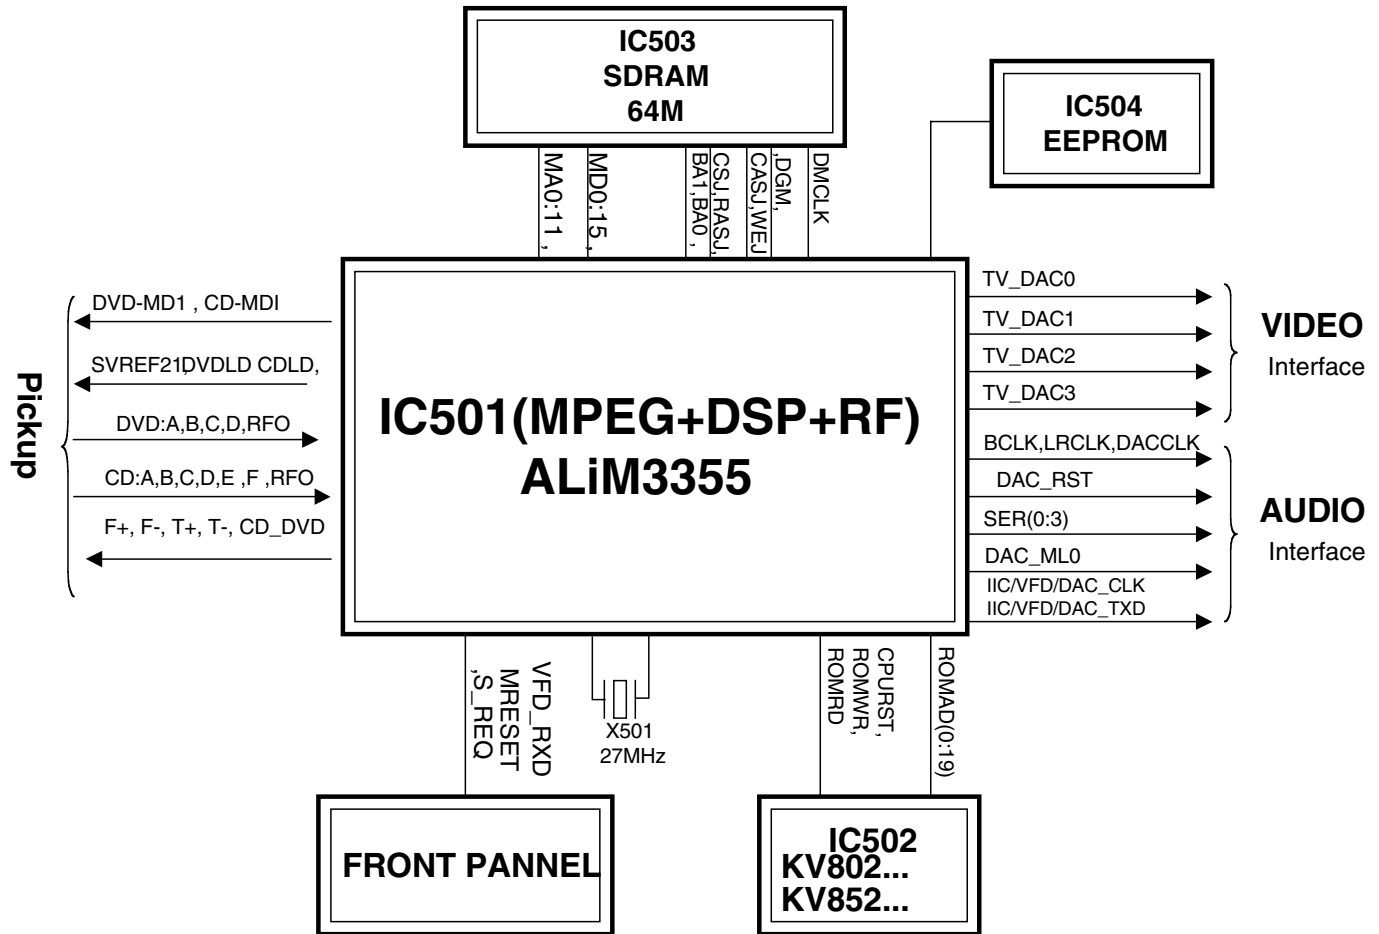 IC503
SDRAM
64M
IC504
EEPROM
MA0:11 ,
MD0:15 ,
BA1,BA0 ,
CSJ,RASJ,
CASJ,WEJ
,DGM,
DMCLK
DVD-MD1 , CD-MDI
SVREF21,DVDLD CDLD,
DVD:A,B,C,D,RFO
CD:A,B,C,D,E ,F ,RFO
F+, F-, T+, T-, CD_DVD
Pickup
IC501(MPEG+DSP+RF)
ALiM3355
TV_DAC0
TV_DAC1
TV_DAC2
TV_DAC3
VIDEO
Interface
BCLK,LRCLK,DACCLK
DAC_RST
SER(0:3)
DAC_ML0
IIC/VFD/DAC_CLK
IIC/VFD/DAC_TXD
AUDIO
Interface
VFD_RXD
MRESET
,S_REQ
X501
27MHz
CPURST,
ROMWR,
ROMRD
ROMAD(0:19)
FRONT PANNEL
IC502
KV802...
KV852...